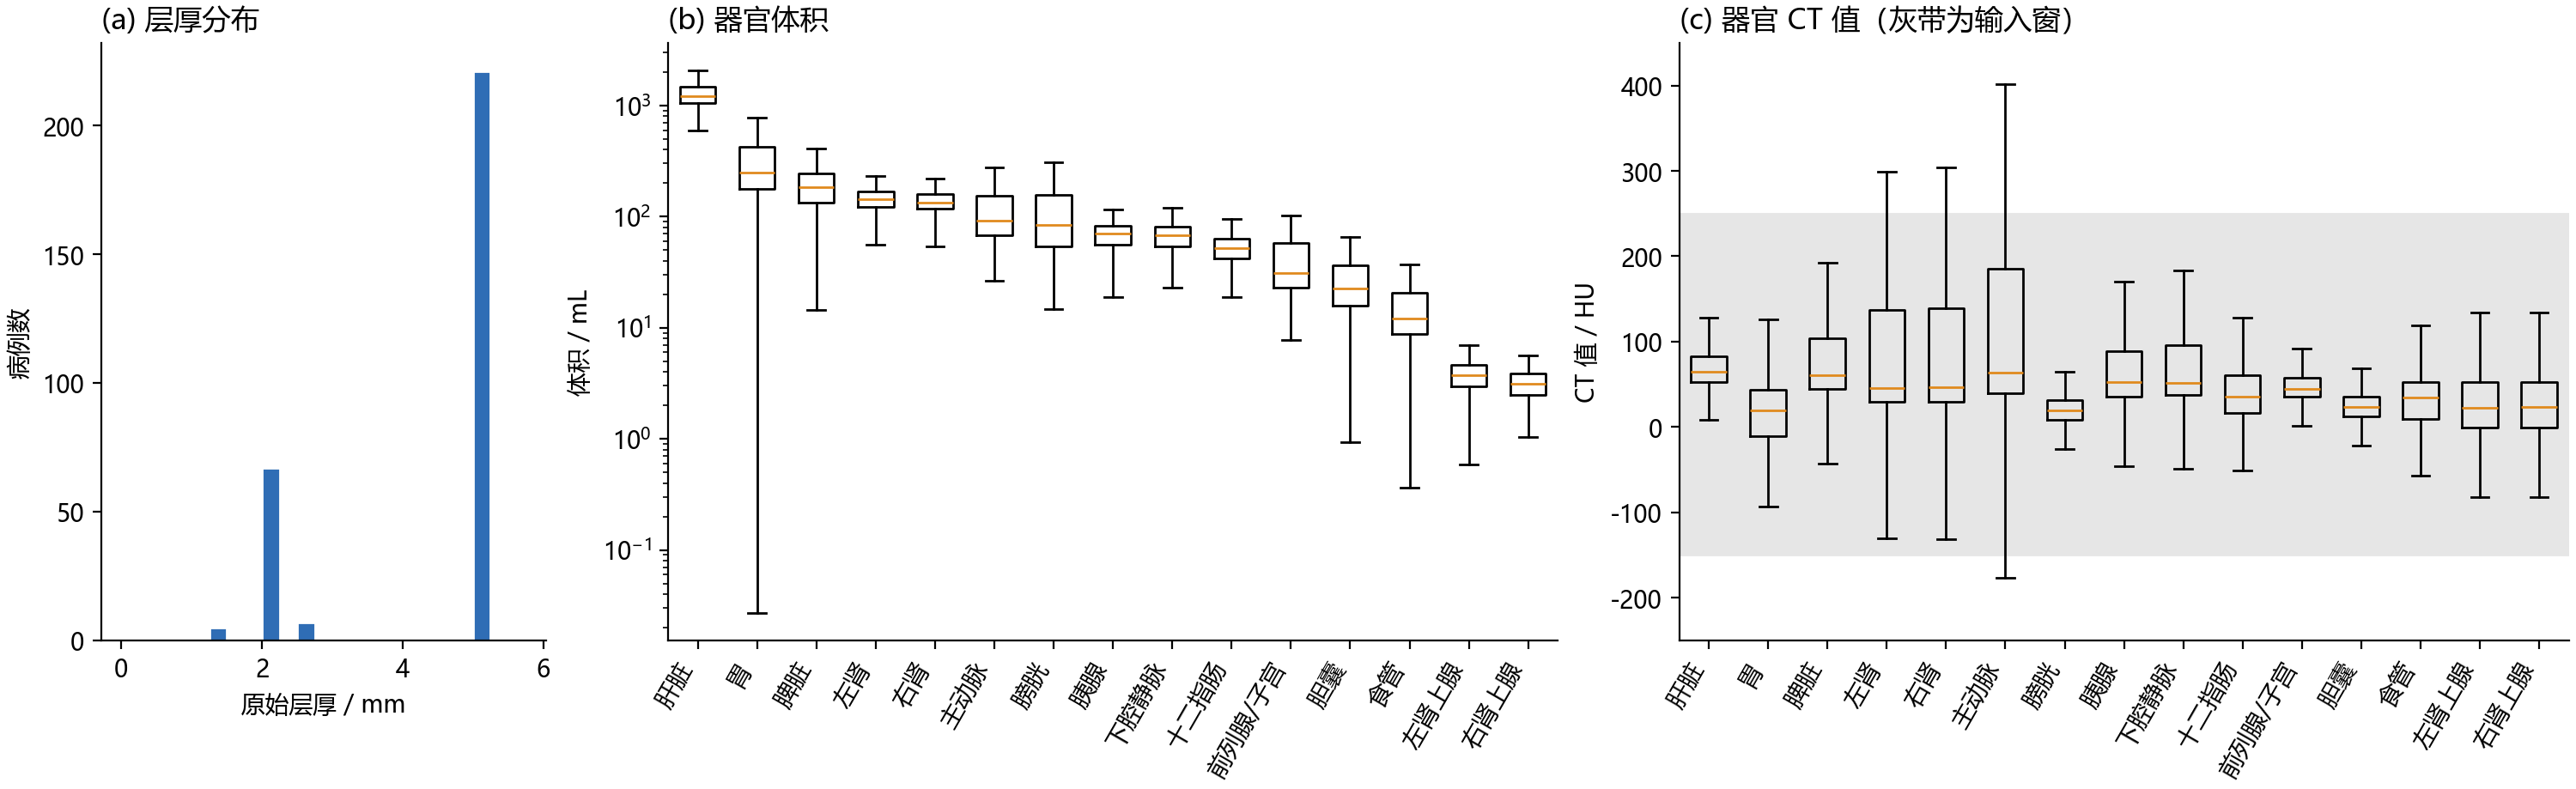 (a) 层厚分布
病例数
200
150
100
50
0
0 2 4 6
原始层厚 / mm
(b) 器官体积
体积 / mL
10³
10²
10¹
10⁰
10⁻¹
肝脏
胃
脾脏
左肾
右肾
主动脉
膀胱
胰腺
下腔静脉
十二指肠
前列腺/子宫
胆囊
食管
左肾上腺
右肾上腺
(c) 器官 CT 值（灰带为输入窗）
CT 值 / HU
400
300
200
100
0
-100
-200
肝脏
胃
脾脏
左肾
右肾
主动脉
膀胱
胰腺
下腔静脉
十二指肠
前列腺/子宫
胆囊
食管
左肾上腺
右肾上腺